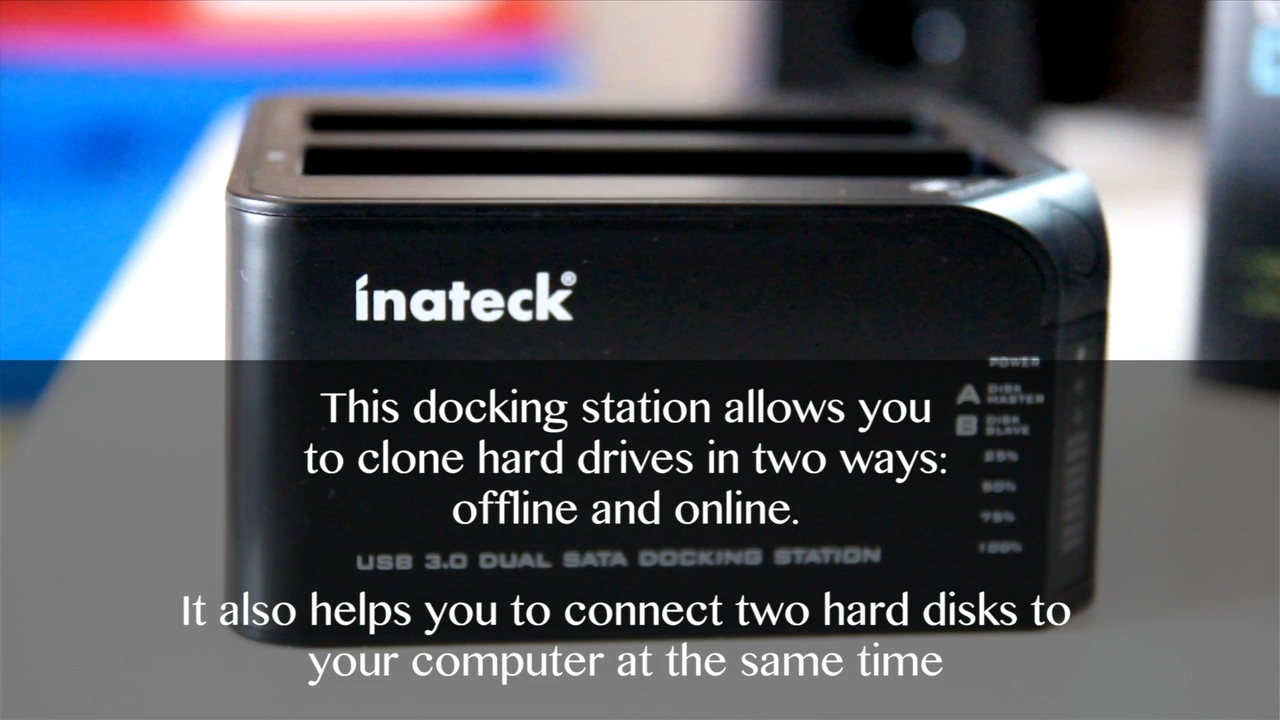 inateck®
POWER
A DISK MASTER
B DISK SLAVE
25%
50%
75%
100%
This docking station allows you
to clone hard drives in two ways:
offline and online.
USB 3.0 DUAL SATA DOCKING STATION
It also helps you to connect two hard disks to
your computer at the same time